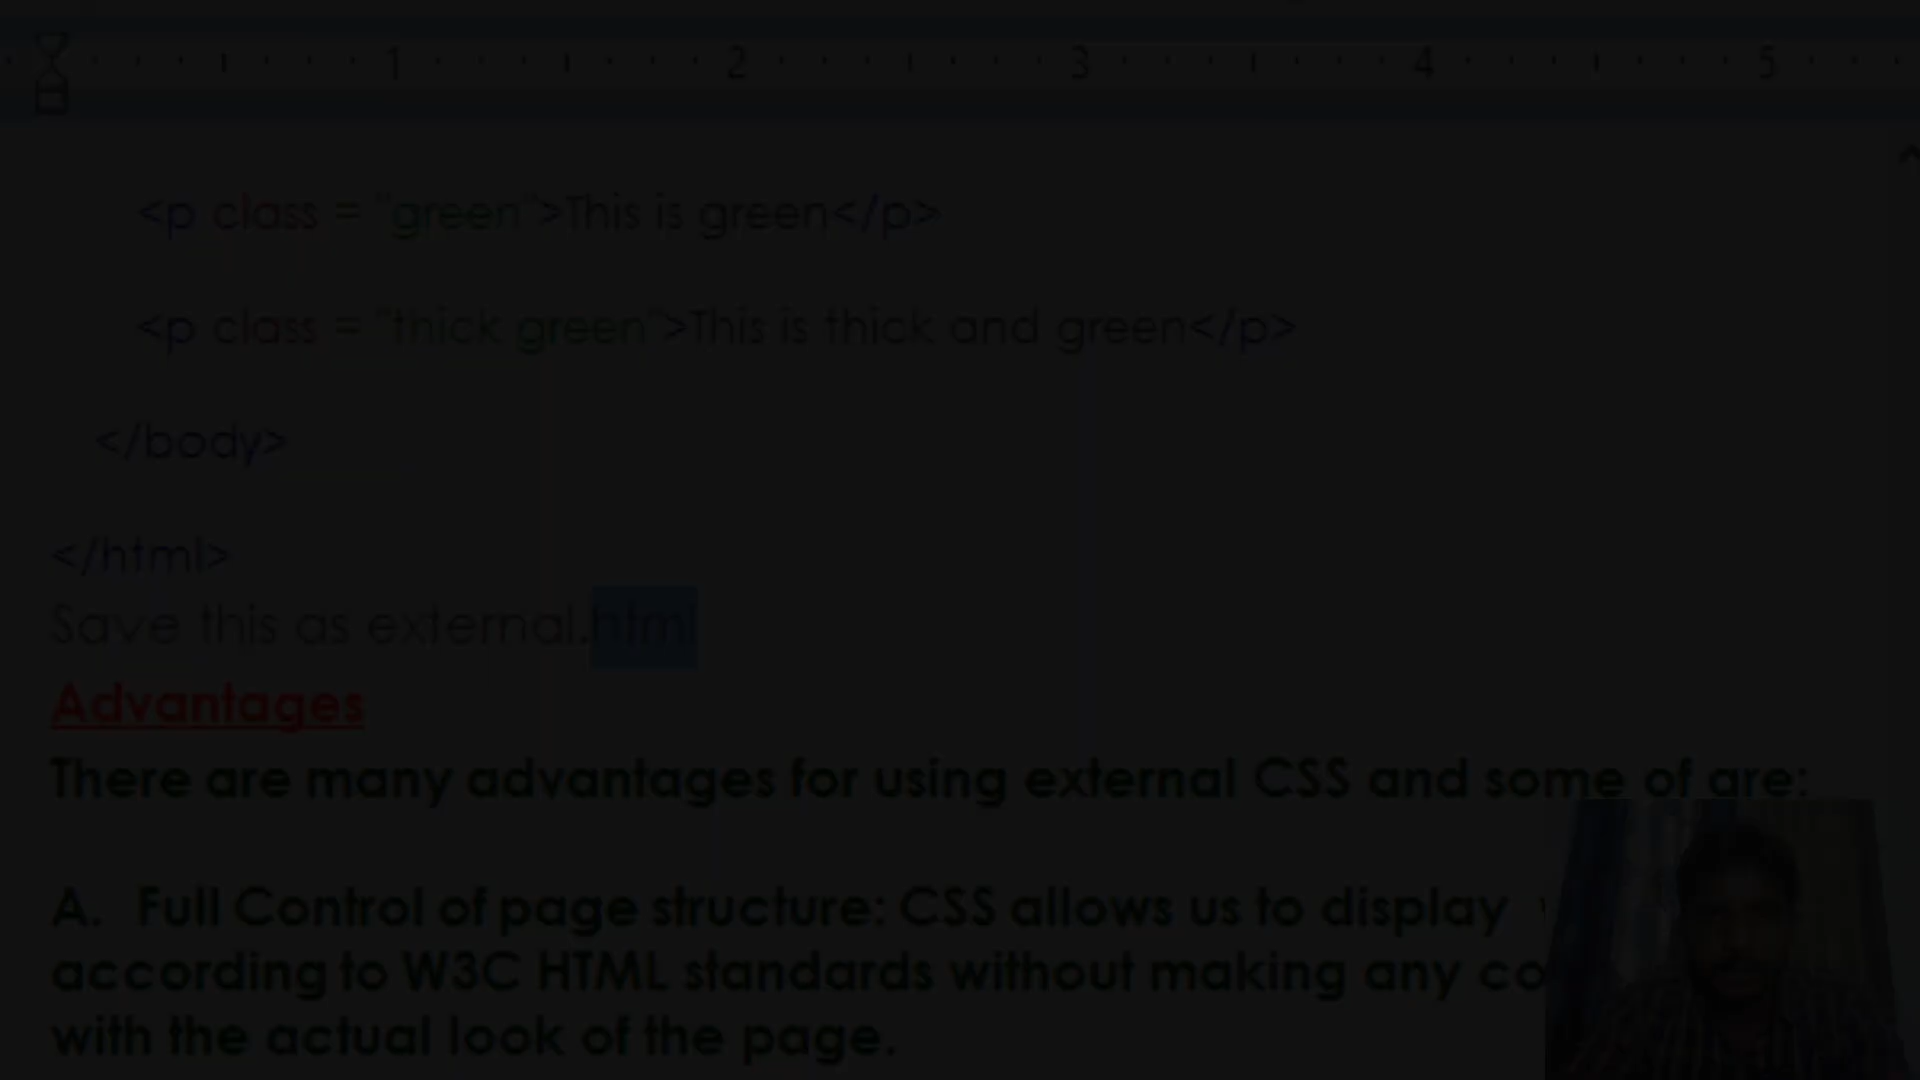 1 2 3 4 5
<p class = "green">This is green</p>
<p class = "thick green">This is thick and green</p>
</body>
</html>
Save this as external.html
Advantages
There are many advantages for using external CSS and some of are:
A. Full Control of page structure: CSS allows us to display
according to W3C HTML standards without making any
with the actual look of the page.